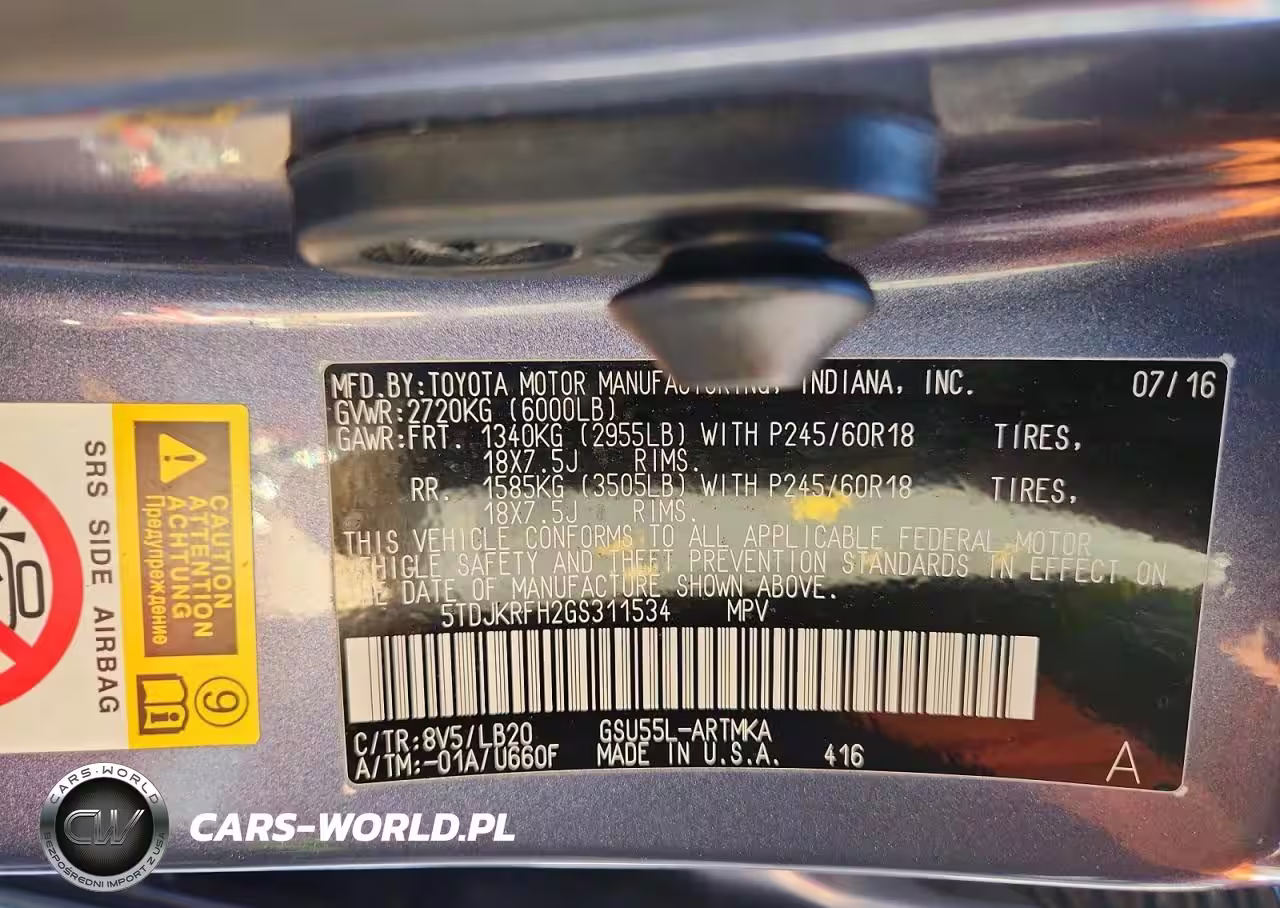 MFD.BY:TOYOTA MOTOR MANUFACTURING, INDIANA, INC. 07/16
GVWR:2720KG (6000LB)
GAWR:FRT. 1340KG (2955LB) WITH P245/60R18 TIRES,
18X7.5J RIMS.
RR. 1585KG (3505LB) WITH P245/60R18 TIRES,
18X7.5J RIMS.
THIS VEHICLE CONFORMS TO ALL APPLICABLE FEDERAL MOTOR
VEHICLE SAFETY AND THEFT PREVENTION STANDARDS IN EFFECT ON
THE DATE OF MANUFACTURE SHOWN ABOVE.
5TDJKRFH2GS311534 MPV
C/TR:8V5/LB20 GSU55L-ARTMKA
A/TM:-01A/U660F MADE IN U.S.A. 416 A
CAUTION
ATTENTION
ACHTUNG
Предупреждение
9
SRS SIDE AIRBAG
CARS-WORLD
CW
BEZPOŚREDNI IMPORT Z USA
CARS-WORLD.PL